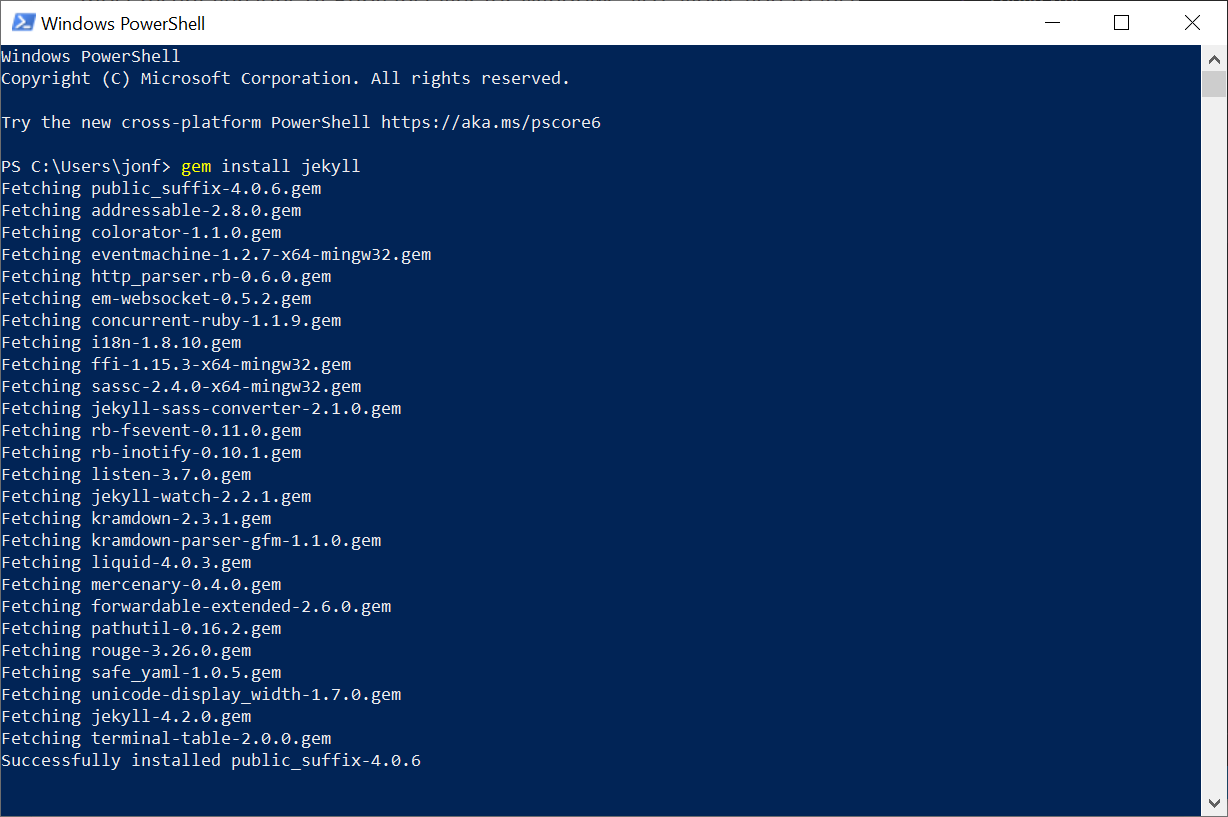 Windows PowerShell
Windows PowerShell
Copyright (C) Microsoft Corporation. All rights reserved.
Try the new cross-platform PowerShell https://aka.ms/pscore6
PS C:\Users\jonf> gem install jekyll
Fetching public_suffix-4.0.6.gem
Fetching addressable-2.8.0.gem
Fetching colorator-1.1.0.gem
Fetching eventmachine-1.2.7-x64-mingw32.gem
Fetching http_parser.rb-0.6.0.gem
Fetching em-websocket-0.5.2.gem
Fetching concurrent-ruby-1.1.9.gem
Fetching i18n-1.8.10.gem
Fetching ffi-1.15.3-x64-mingw32.gem
Fetching sassc-2.4.0-x64-mingw32.gem
Fetching jekyll-sass-converter-2.1.0.gem
Fetching rb-fsevent-0.11.0.gem
Fetching rb-inotify-0.10.1.gem
Fetching listen-3.7.0.gem
Fetching jekyll-watch-2.2.1.gem
Fetching kramdown-2.3.1.gem
Fetching kramdown-parser-gfm-1.1.0.gem
Fetching liquid-4.0.3.gem
Fetching mercenary-0.4.0.gem
Fetching forwardable-extended-2.6.0.gem
Fetching pathutil-0.16.2.gem
Fetching rouge-3.26.0.gem
Fetching safe_yaml-1.0.5.gem
Fetching unicode-display_width-1.7.0.gem
Fetching jekyll-4.2.0.gem
Fetching terminal-table-2.0.0.gem
Successfully installed public_suffix-4.0.6